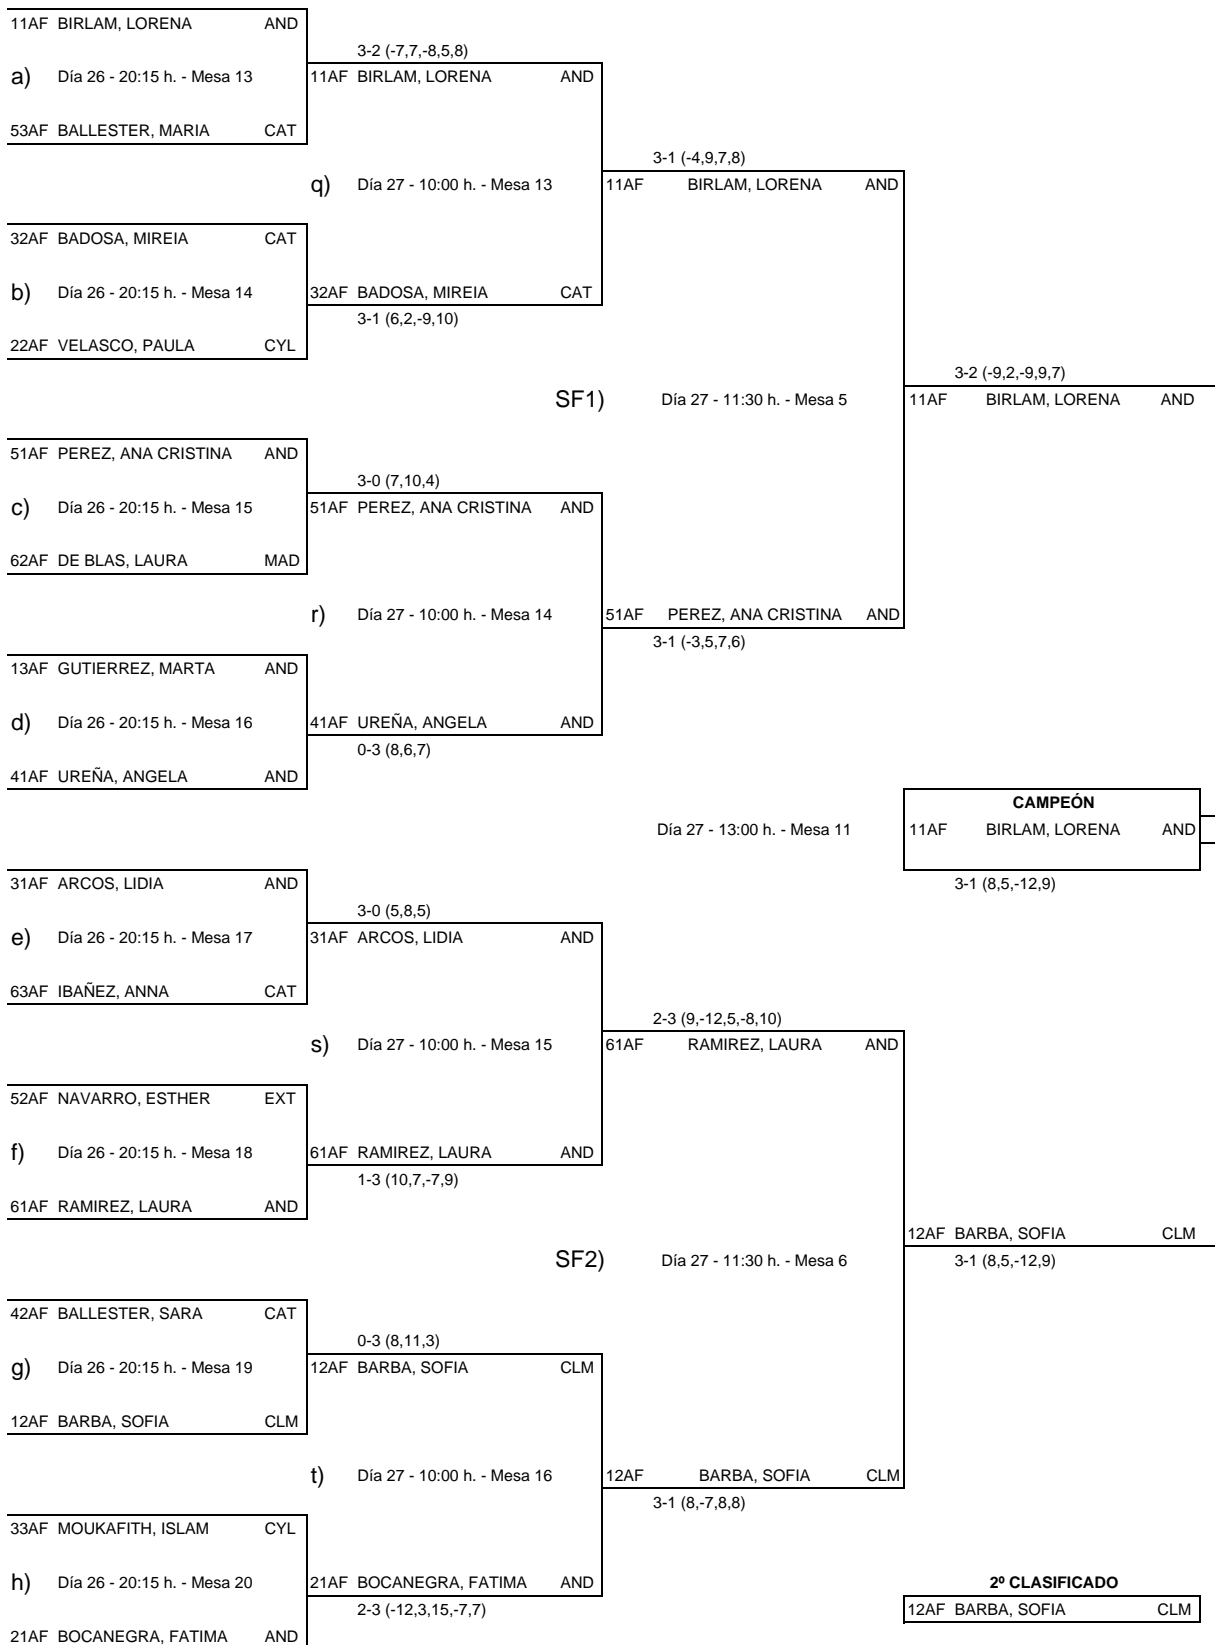 11AF BIRLAM, LORENA AND
3-2 (-7,7,-8,5,8)
a) Día 26 - 20:15 h. - Mesa 13 11AF BIRLAM, LORENA AND
53AF BALLESTER, MARIA CAT
3-1 (-4,9,7,8)
q) Día 27 - 10:00 h. - Mesa 13 11AF BIRLAM, LORENA AND
32AF BADOSA, MIREIA CAT
b) Día 26 - 20:15 h. - Mesa 14 32AF BADOSA, MIREIA CAT
3-1 (6,2,-9,10)
22AF VELASCO, PAULA CYL
3-2 (-9,2,-9,9,7)
SF1) Día 27 - 11:30 h. - Mesa 5 11AF BIRLAM, LORENA AND
51AF PEREZ, ANA CRISTINA AND
3-0 (7,10,4)
c) Día 26 - 20:15 h. - Mesa 15 51AF PEREZ, ANA CRISTINA AND
62AF DE BLAS, LAURA MAD
r) Día 27 - 10:00 h. - Mesa 14 51AF PEREZ, ANA CRISTINA AND
3-1 (-3,5,7,6)
13AF GUTIERREZ, MARTA AND
d) Día 26 - 20:15 h. - Mesa 16 41AF UREÑA, ANGELA AND
0-3 (8,6,7)
41AF UREÑA, ANGELA AND
CAMPEÓN
Día 27 - 13:00 h. - Mesa 11 11AF BIRLAM, LORENA AND
31AF ARCOS, LIDIA AND 3-1 (8,5,-12,9)
3-0 (5,8,5)
e) Día 26 - 20:15 h. - Mesa 17 31AF ARCOS, LIDIA AND
63AF IBAÑEZ, ANNA CAT
2-3 (9,-12,5,-8,10)
s) Día 27 - 10:00 h. - Mesa 15 61AF RAMIREZ, LAURA AND
52AF NAVARRO, ESTHER EXT
f) Día 26 - 20:15 h. - Mesa 18 61AF RAMIREZ, LAURA AND
1-3 (10,7,-7,9)
61AF RAMIREZ, LAURA AND
12AF BARBA, SOFIA CLM
SF2) Día 27 - 11:30 h. - Mesa 6 3-1 (8,5,-12,9)
42AF BALLESTER, SARA CAT
0-3 (8,11,3)
g) Día 26 - 20:15 h. - Mesa 19 12AF BARBA, SOFIA CLM
12AF BARBA, SOFIA CLM
t) Día 27 - 10:00 h. - Mesa 16 12AF BARBA, SOFIA CLM
3-1 (8,-7,8,8)
33AF MOUKAFITH, ISLAM CYL
h) Día 26 - 20:15 h. - Mesa 20 21AF BOCANEGRA, FATIMA AND 2º CLASIFICADO
2-3 (-12,3,15,-7,7) 12AF BARBA, SOFIA CLM
21AF BOCANEGRA, FATIMA AND